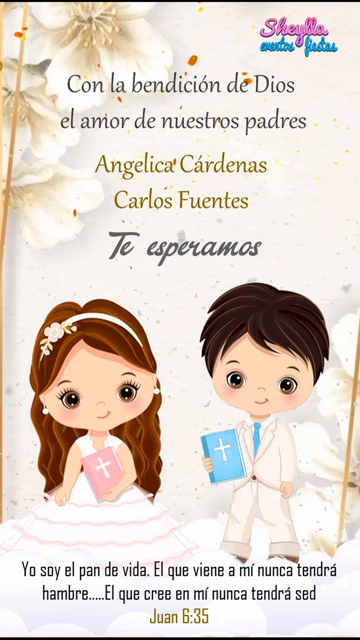 Sheylla
eventos fiestas
Con la bendición de Dios
el amor de nuestros padres
Angelica Cárdenas
Carlos Fuentes
Te esperamos
Yo soy el pan de vida. El que viene a mí nunca tendrá
hambre.....El que cree en mí nunca tendrá sed
Juan 6:35